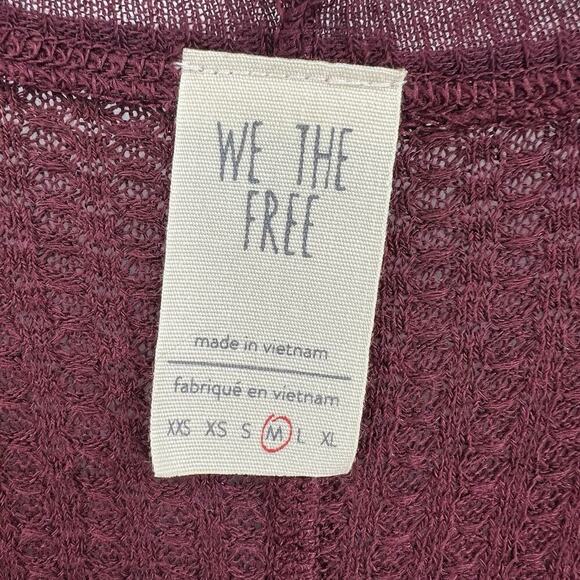 WE THE
FREE
made in vietnam
fabriqué en vietnam
XXS XS S M L XL